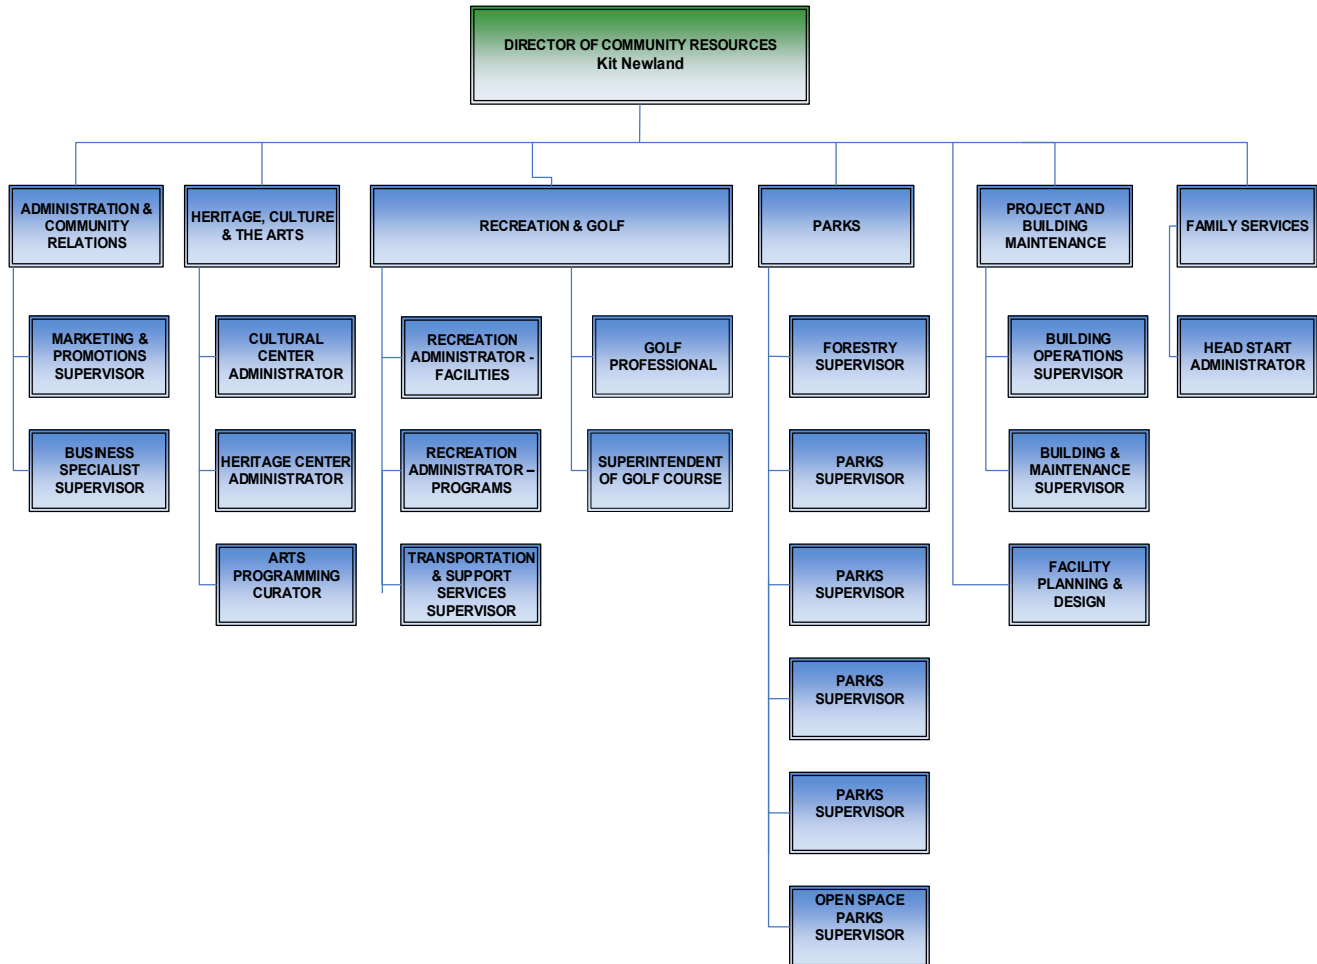 DIRECTOR OF COMMUNITY RESOURCES
Kit Newland
ADMINISTRATION &
COMMUNITY
RELATIONS
HERITAGE, CULTURE
& THE ARTS
RECREATION & GOLF
PARKS
PROJECT AND
BUILDING
MAINTENANCE
FAMILY SERVICES
MARKETING &
PROMOTIONS
SUPERVISOR
CULTURAL
CENTER
ADMINISTRATOR
RECREATION
ADMINISTRATOR -
FACILITIES
GOLF
PROFESSIONAL
FORESTRY
SUPERVISOR
BUILDING
OPERATIONS
SUPERVISOR
HEAD START
ADMINISTRATOR
BUSINESS
SPECIALIST
SUPERVISOR
HERITAGE CENTER
ADMINISTRATOR
RECREATION
ADMINISTRATOR –
PROGRAMS
SUPERINTENDENT
OF GOLF COURSE
PARKS
SUPERVISOR
BUILDING &
MAINTENANCE
SUPERVISOR
ARTS
PROGRAMMING
CURATOR
TRANSPORTATION
& SUPPORT
SERVICES
SUPERVISOR
PARKS
SUPERVISOR
FACILITY
PLANNING &
DESIGN
PARKS
SUPERVISOR
PARKS
SUPERVISOR
OPEN SPACE
PARKS
SUPERVISOR